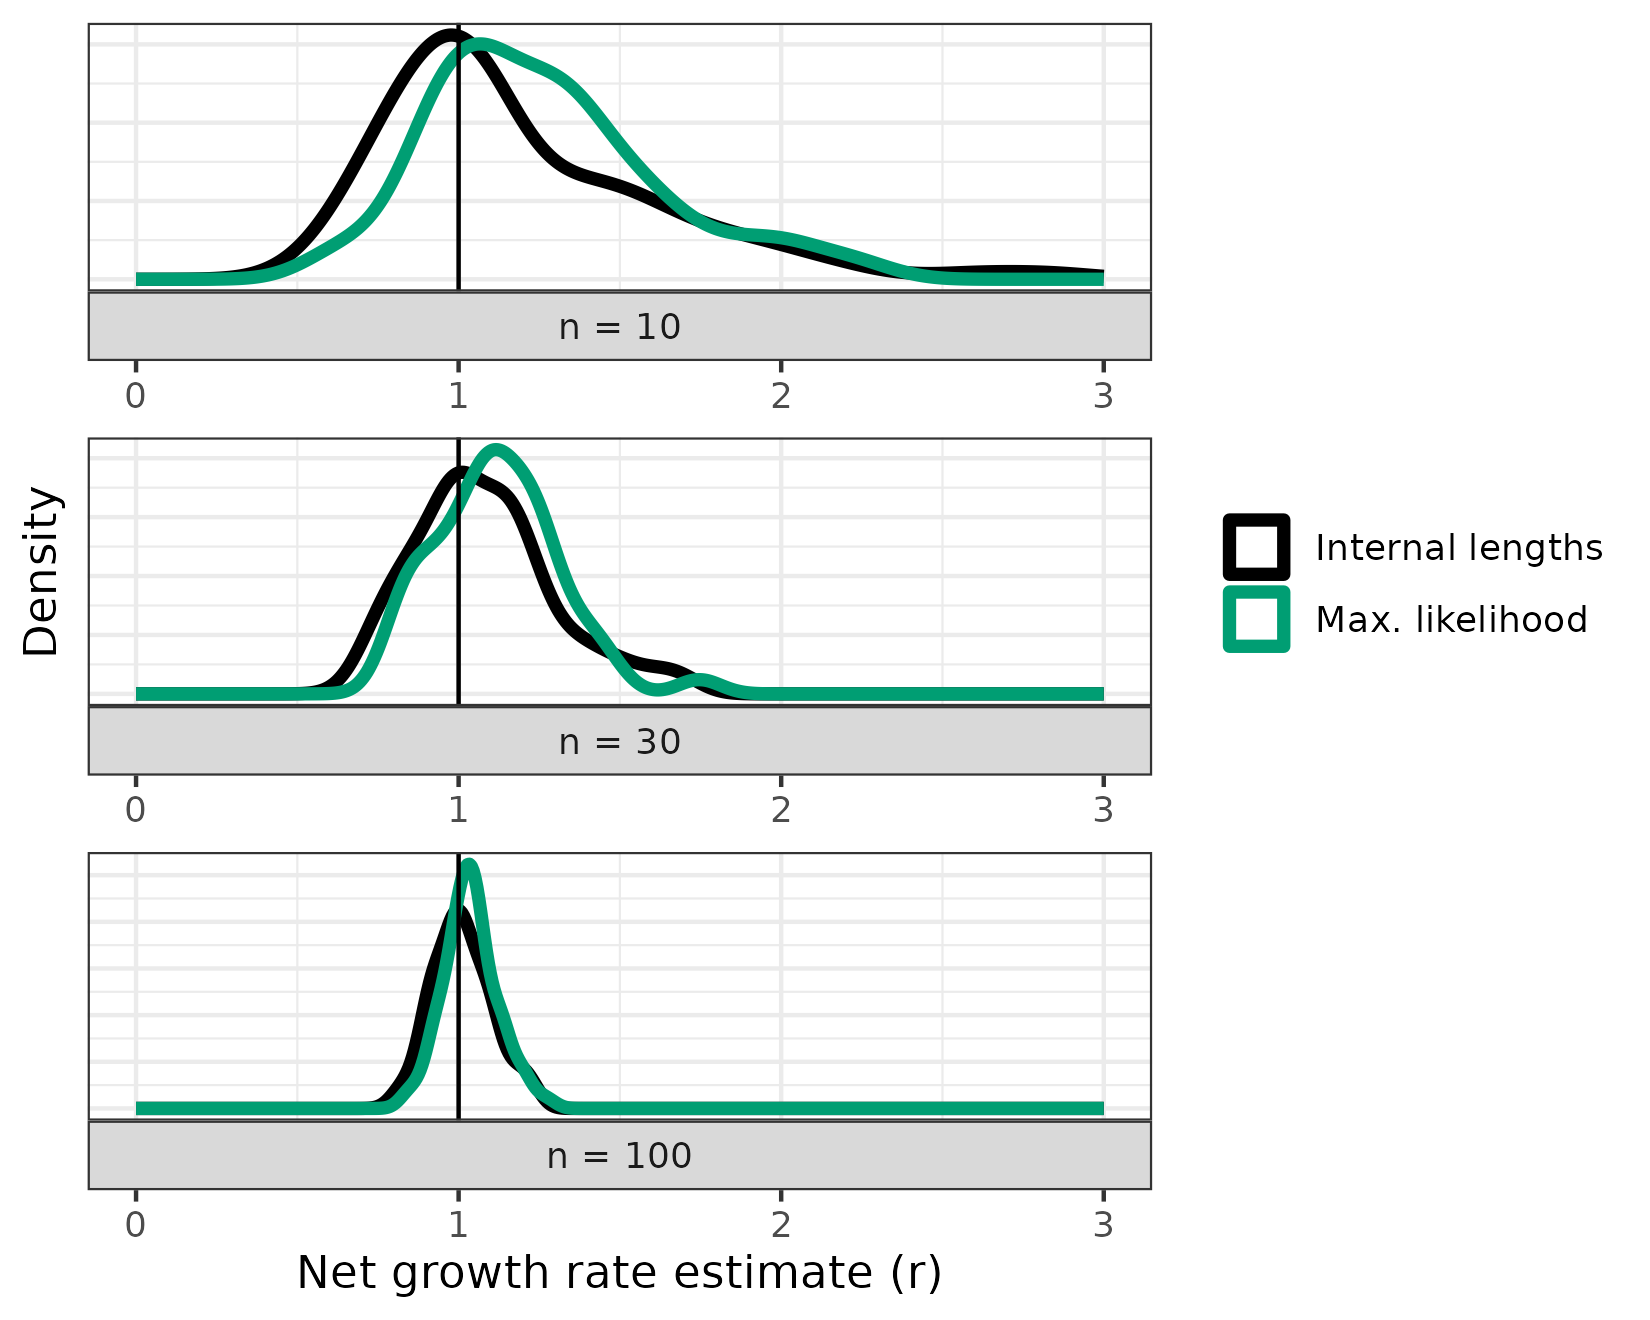 n = 10
0 1 2 3
n = 30
0 1 2 3
n = 100
0 1 2 3
Net growth rate estimate (r)
Density
Internal lengths
Max. likelihood